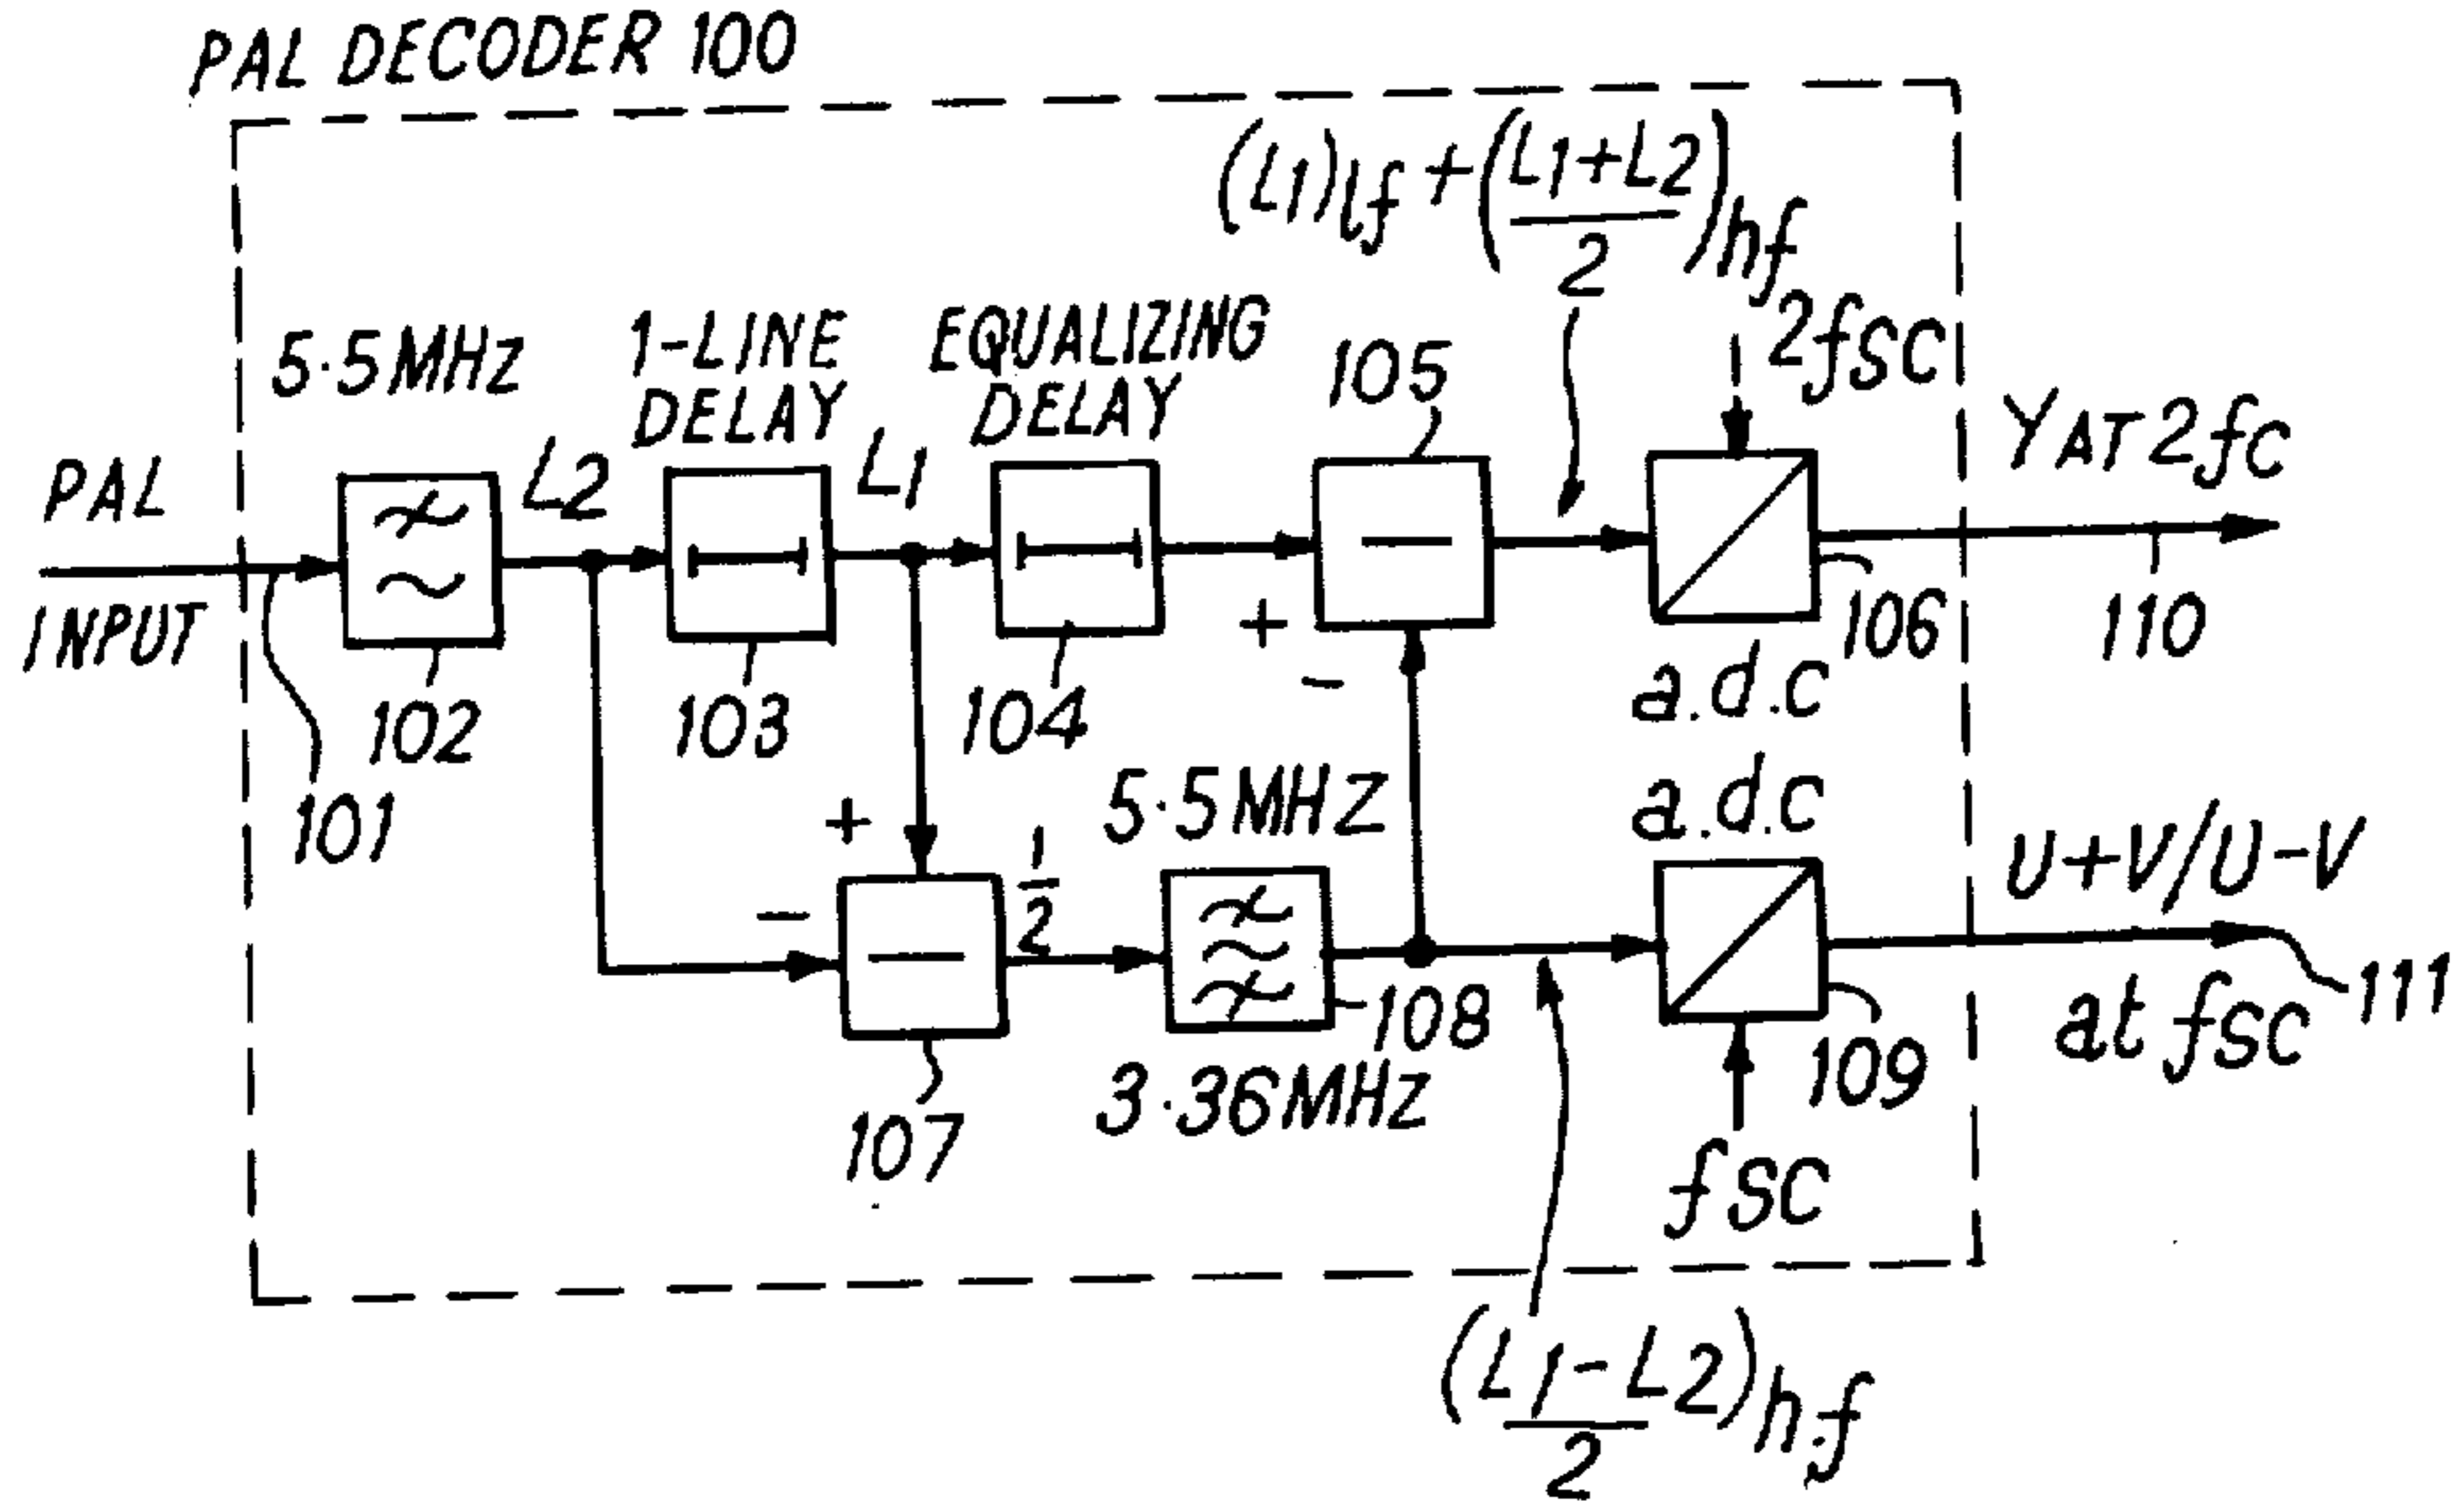 PAL DECODER 100
(L1)lf + (L1+L2)hf
2
5.5MHZ
1-LINE
DELAY
EQUALIZING
DELAY
105
2fSC
PAL
INPUT
L2
L1
Y AT 2fC
101
102
103
104
+
-
106
a.d.c
110
5.5MHZ
a.d.c
+
-
1
2
U+V/U-V
at fSC
111
108
3.36MHZ
107
109
fSC
(L1-L2)h.f
2